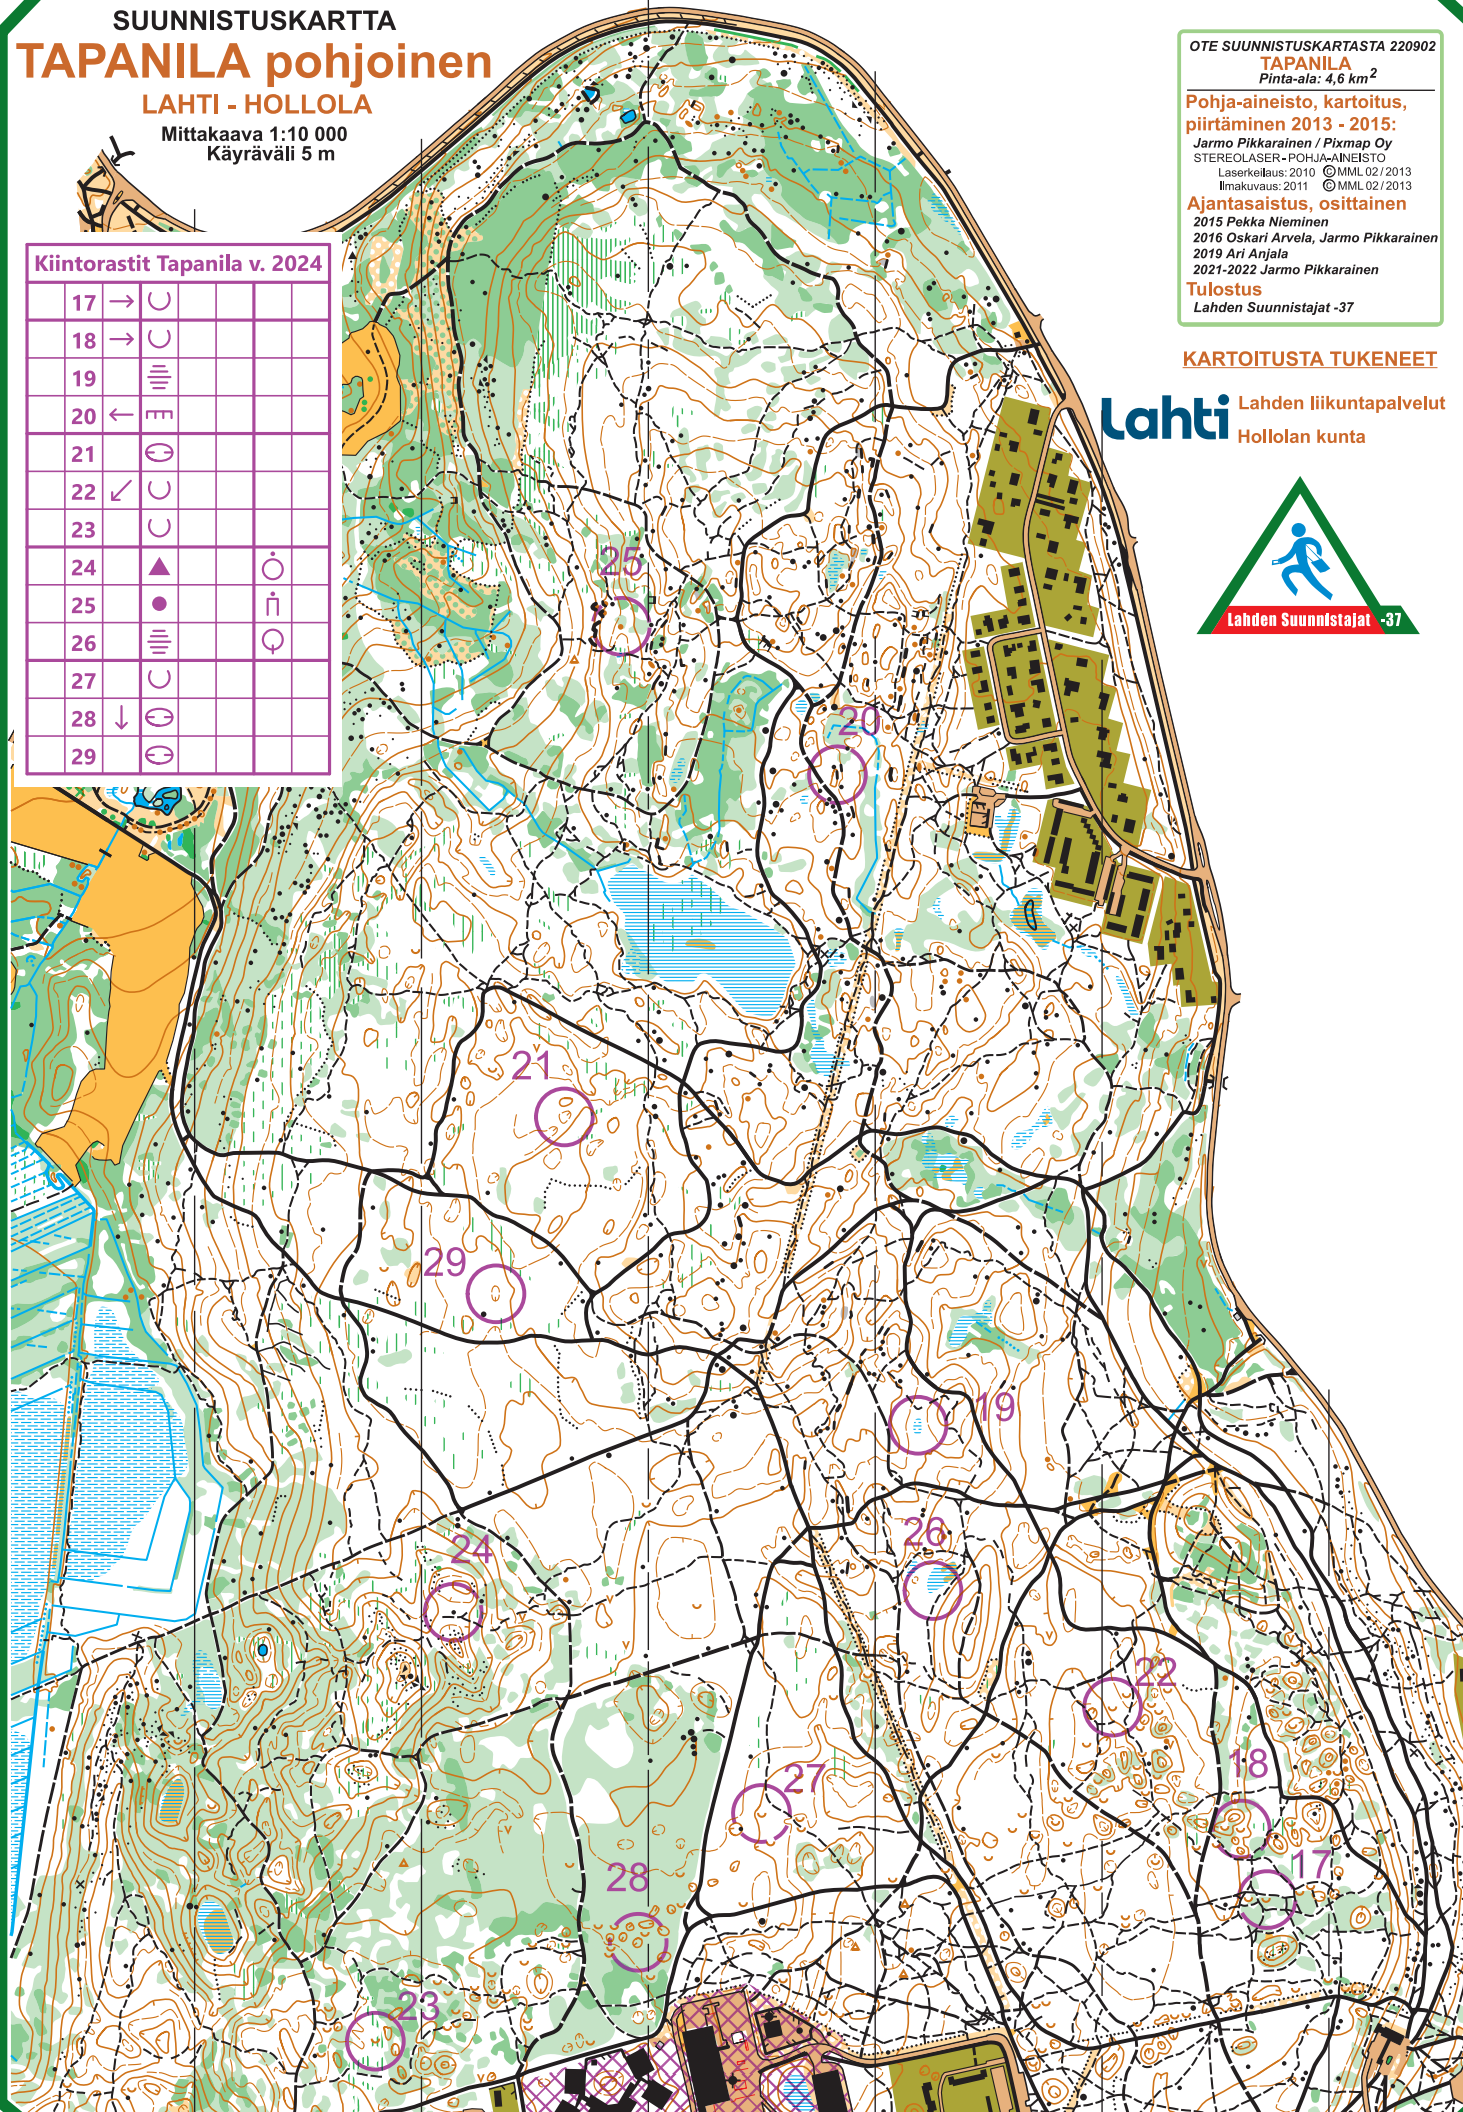 SUUNNISTUSKARTTA
TAPANILA pohjoinen
LAHTI - HOLLOLA
Mittakaava 1:10 000
Käyräväli 5 m
OTE SUUNNISTUSKARTASTA 220902
TAPANILA
Pinta-ala: 4,6 km²
Pohja-aineisto, kartoitus,
piirtäminen 2013 - 2015:
Jarmo Pikkarainen / Pixmap Oy
STEREOLASER - POHJA-AINEISTO
Laserkeilaus: 2010 ©MML 02 / 2013
Ilmakuvaus: 2011 ©MML 02 / 2013
Ajantasaistus, osittainen
2015 Pekka Nieminen
2016 Oskari Arvela, Jarmo Pikkarainen
2019 Ari Anjala
2021-2022 Jarmo Pikkarainen
Tulostus
Lahden Suunnistajat -37
KARTOITUSTA TUKENEET
Lahti Lahden liikuntapalvelut
Hollolan kunta
Lahden Suunnistajat -37
Kiintorastit Tapanila v. 2024
17
18
19
20
21
22
23
24
25
26
27
28
29
25
20
21
29
19
24
26
22
27
18
17
28
23